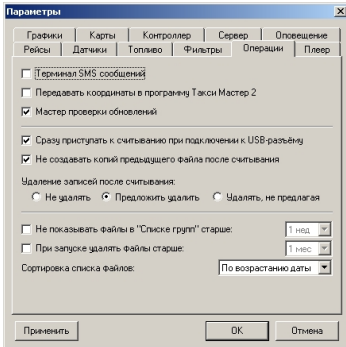 Параметры
Графики Карты Контроллер Сервер Оповещение
Рейсы Датчики Топливо Фильтры Операции Плеер
Терминал SMS сообщений
Передавать координаты в программу Такси Мастер 2
Мастер проверки обновлений
Сразу приступать к считыванию при подключении к USB-разъёму
Не создавать копий предыдущего файла после считывания
Удаление записей после считывания:
Не удалять Предложить удалить Удалять, не предлагая
Не показывать файлы в "Списке групп" старше: 1 нед
При запуске удалять файлы старше: 1 мес
Сортировка списка файлов: По возрастанию даты
Применить OK Отмена